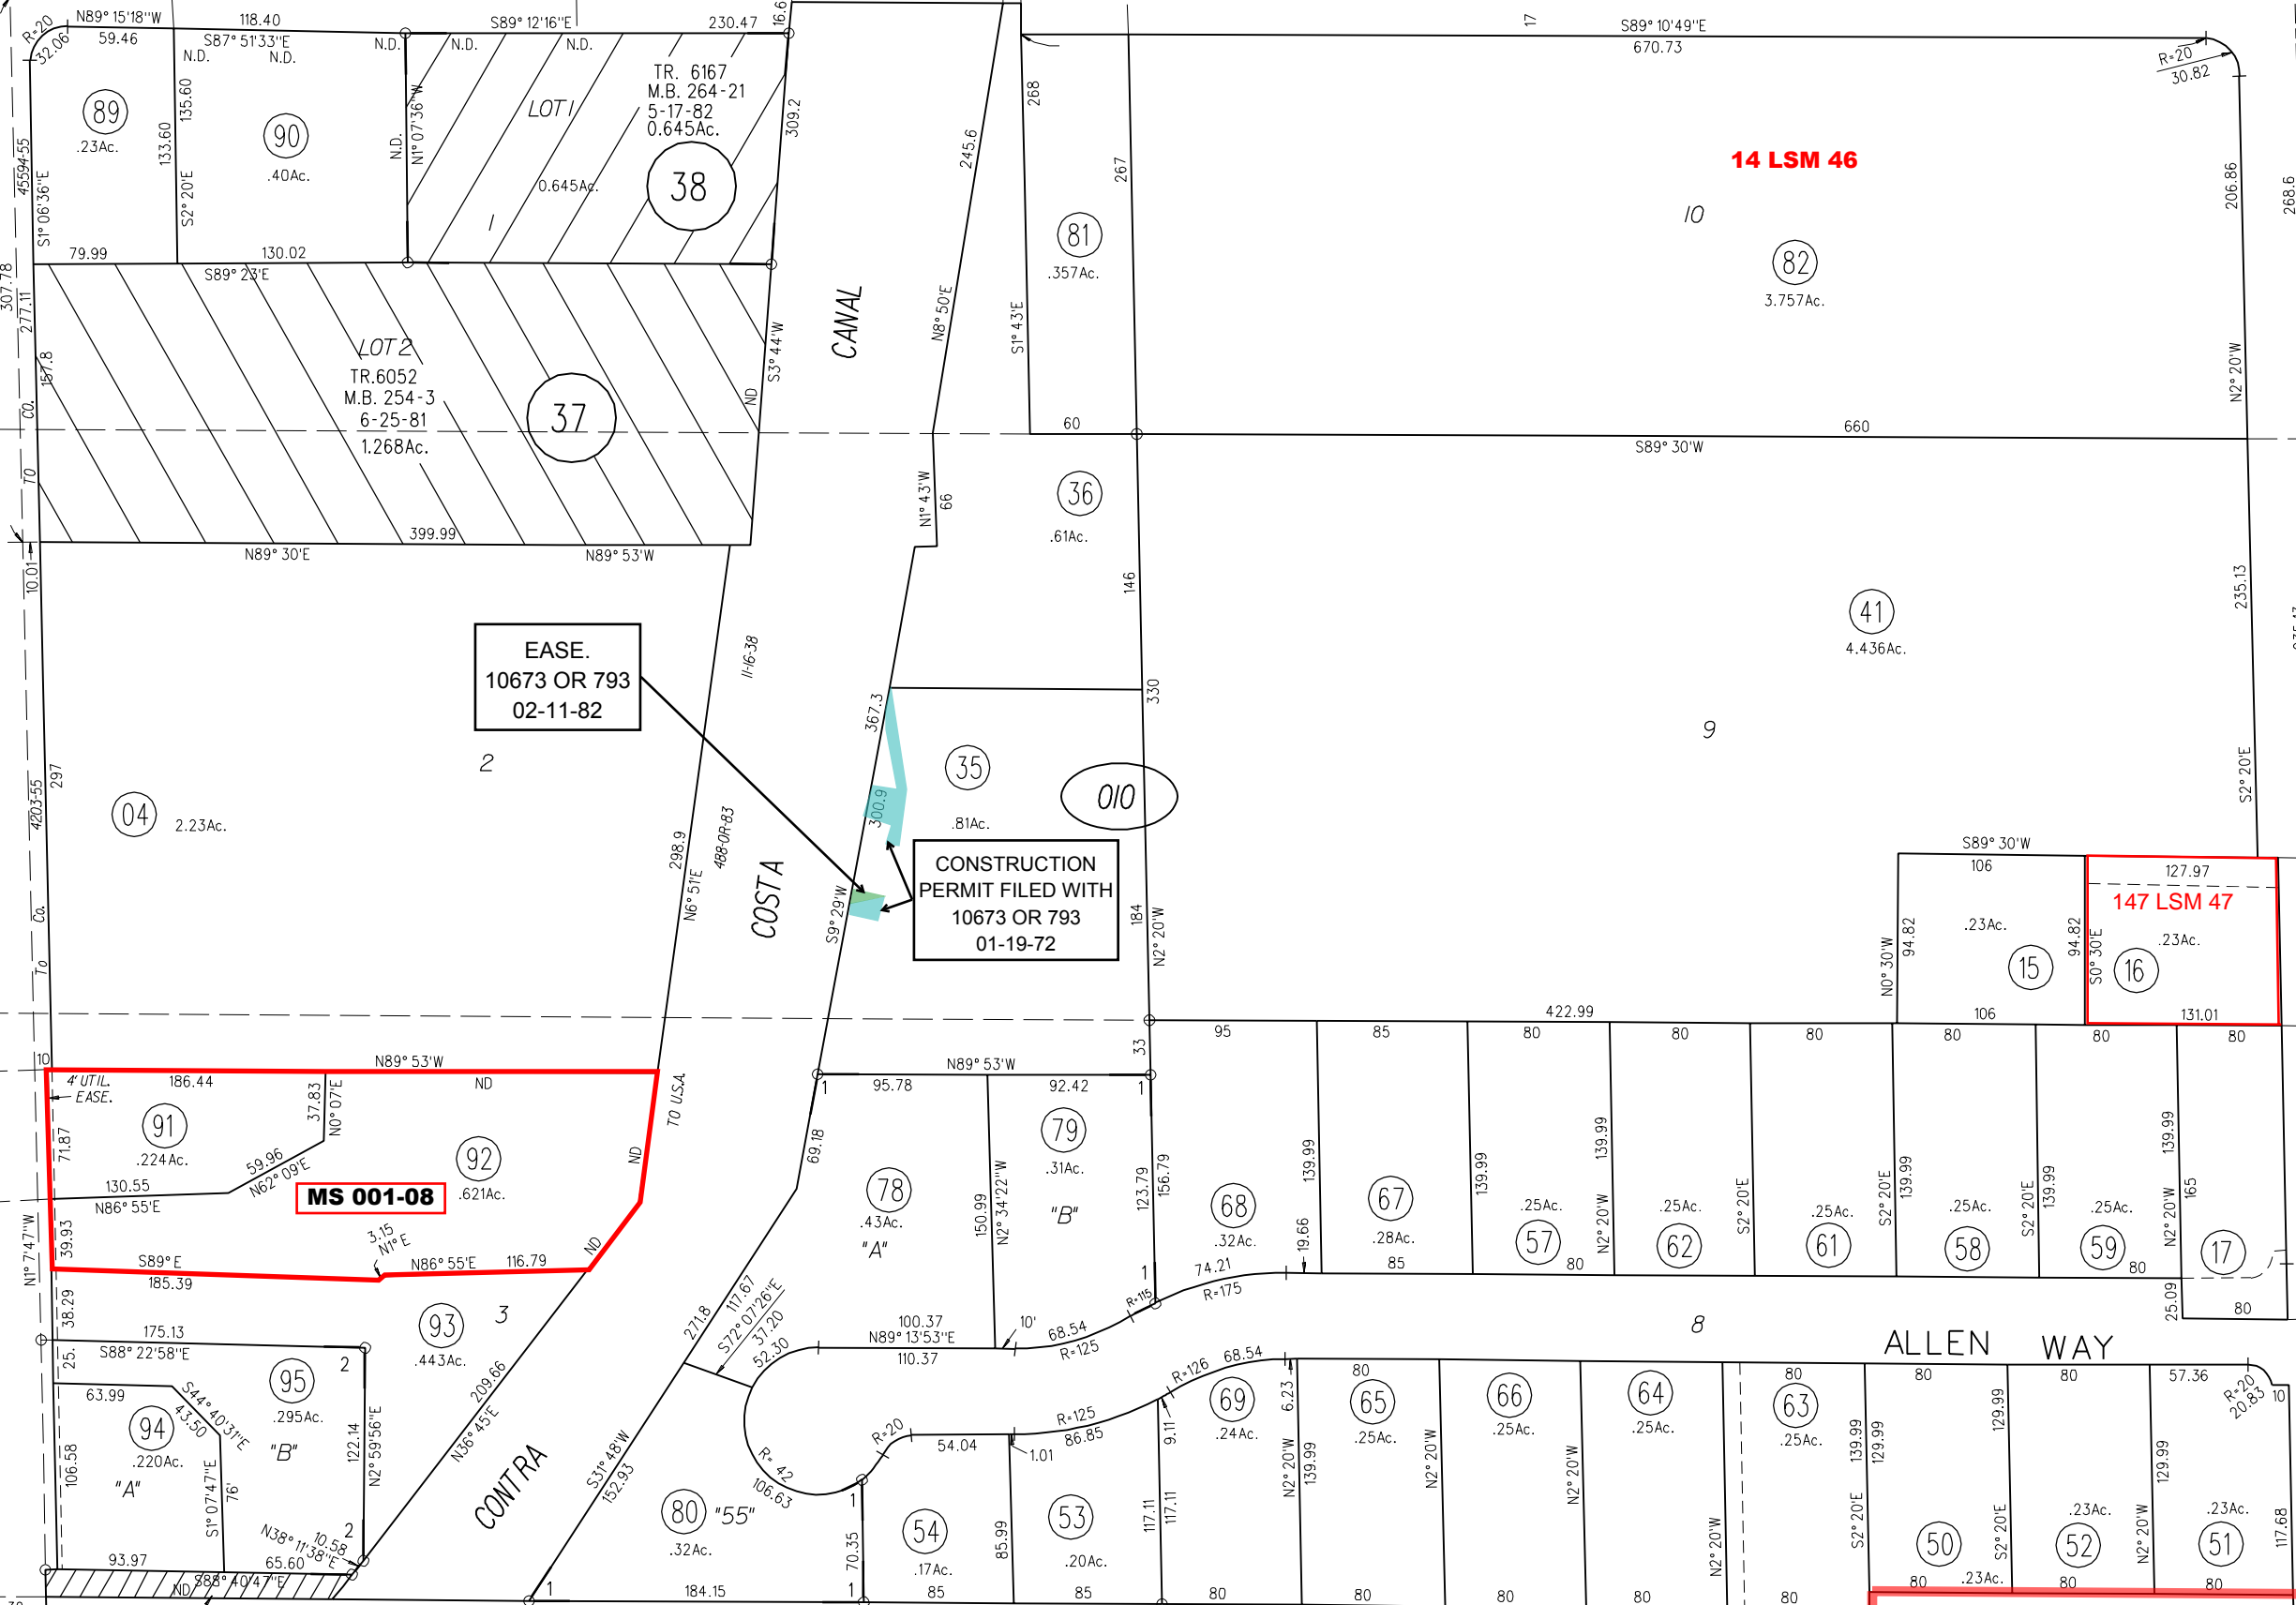 N89° 15'18"W
118.40
S89° 12'16"E
230.47
16.6
17
S89° 10'49"E
670.73
R=20
32.06
59.46
S87° 51'33"E
N.D.
N.D.
N.D.
N.D.
N.D.
R=20
30.82
TR. 6167
M.B. 264-21
5-17-82
0.645Ac.
LOT 1
89
.23Ac.
135.60
133.60
S2° 20'E
90
.40Ac.
N.D.
N1° 07'36"W
0.645Ac.
38
1
309.2
245.6
268
267
14 LSM 46
10
206.86
268.6
45594-55
S1° 06'36"E
81
.357Ac.
82
3.757Ac.
79.99
130.02
S89° 23'E
307.78
277.11
157.8
CO.
TO
LOT 2
TR.6052
M.B. 254-3
6-25-81
1.268Ac.
37
S3° 44'W
ND
CANAL
N8° 50'E
S1° 43'E
N2° 20'W
60
660
S89° 30'W
N1° 43'W
66
36
.61Ac.
399.99
N89° 30'E
N89° 53'W
10.01
146
41
4.436Ac.
235.13
EASE.
10673 OR 793
02-11-82
11-16-38
367.3
330
2
9
S2° 20'E
297
4203-55
Co.
To
04
2.23Ac.
35
.81Ac.
300.9
010
298.9
488-OR-83
N6° 51'E
COSTA
S9° 29'W
CONSTRUCTION
PERMIT FILED WITH
10673 OR 793
01-19-72
184
N2° 20'W
S89° 30'W
106
127.97
147 LSM 47
94.82
N0° 30'W
.23Ac.
15
94.82
S0° 30'E
.23Ac.
16
422.99
106
131.01
95
85
80
80
80
80
80
80
33
10
N89° 53'W
N89° 53'W
4' UTIL.
EASE.
186.44
ND
37.83
N0° 07'E
TO U.S.A.
1
95.78
92.42
1
91
.224Ac.
71.87
59.96
N62° 09'E
92
.621Ac.
ND
130.55
N86° 55'E
MS 001-08
69.18
78
.43Ac.
"A"
150.99
N2° 34'22"W
79
.31Ac.
"B"
123.79
156.79
68
.32Ac.
139.99
67
.28Ac.
139.99
.25Ac.
57
139.99
N2° 20'W
.25Ac.
62
S2° 20'E
.25Ac.
61
S2° 20'E
139.99
.25Ac.
58
S2° 20'E
139.99
.25Ac.
59
139.99
N2° 20'W
165
17
N1° 7'47"W
39.93
3.15
N1° E
ND
S89° E
185.39
N86° 55'E
116.79
19.66
85
80
80
1
74.21
R=175
R=115
25.09
80
38.29
93
.443Ac.
3
271.8
117.67
S72° 07'26"E
37.20
52.30
100.37
N89° 13'53"E
110.37
10'
68.54
R=125
8
ALLEN WAY
175.13
S88° 22'58"E
25.
2
R=126
68.54
80
80
80
80
57.36
R=20
20.83
10
63.99
S44° 40'31"E
43.50
95
.295Ac.
"B"
94
.220Ac.
"A"
106.58
S1° 07'47"E
76'
122.14
N2° 59'56"E
209.66
N36° 45'E
CONTRA
S31° 48'W
152.93
R= 42
106.63
R=20
54.04
1.01
R=125
86.85
9.11
69
.24Ac.
6.23
65
.25Ac.
66
.25Ac.
64
.25Ac.
63
.25Ac.
139.99
129.99
129.99
129.99
N2° 20'W
139.99
N2° 20'W
N2° 20'W
N2° 20'W
S2° 20'E
S2° 20'E
N2° 20'W
2
10.58
N38° 11'38"E
93.97
65.60
S88° 40'47"E
ND
80
"55"
.32Ac.
1
70.35
54
.17Ac.
85.99
53
.20Ac.
117.11
117.11
50
.23Ac.
.23Ac.
52
.23Ac.
51
117.68
1
184.15
1
85
85
80
80
80
80
80
80
80